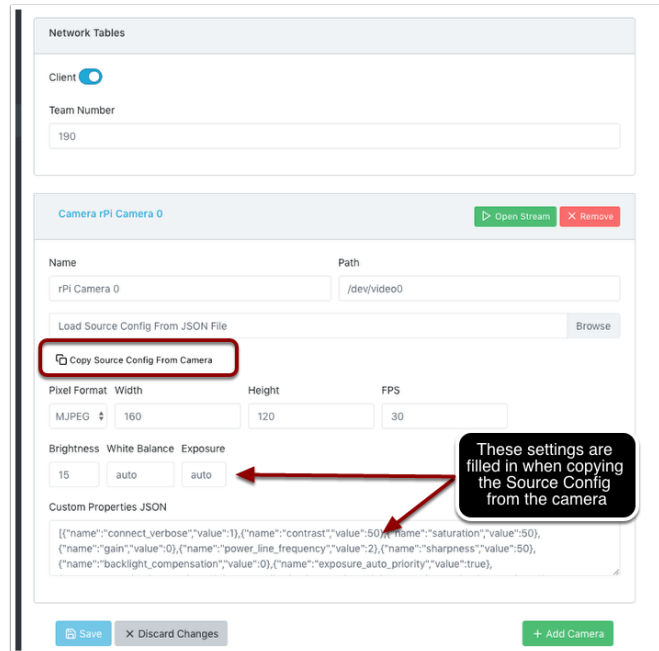 Network Tables
Client
Team Number
190
Camera rPi Camera 0
Open Stream
Remove
Name
Path
rPi Camera 0
/dev/video0
Load Source Config From JSON File
Browse
Copy Source Config From Camera
Pixel Format Width Height FPS
MJPEG 160 120 30
Brightness White Balance Exposure
15 auto auto
These settings are
filled in when copying
the Source Config
from the camera
Custom Properties JSON
[{"name":"connect_verbose","value":1},{"name":"contrast","value":50},{"name":"saturation","value":50},
{"name":"gain","value":0},{"name":"power_line_frequency","value":2},{"name":"sharpness","value":50},
{"name":"backlight_compensation","value":0},{"name":"exposure_auto_priority","value":true},
Save
Discard Changes
+ Add Camera